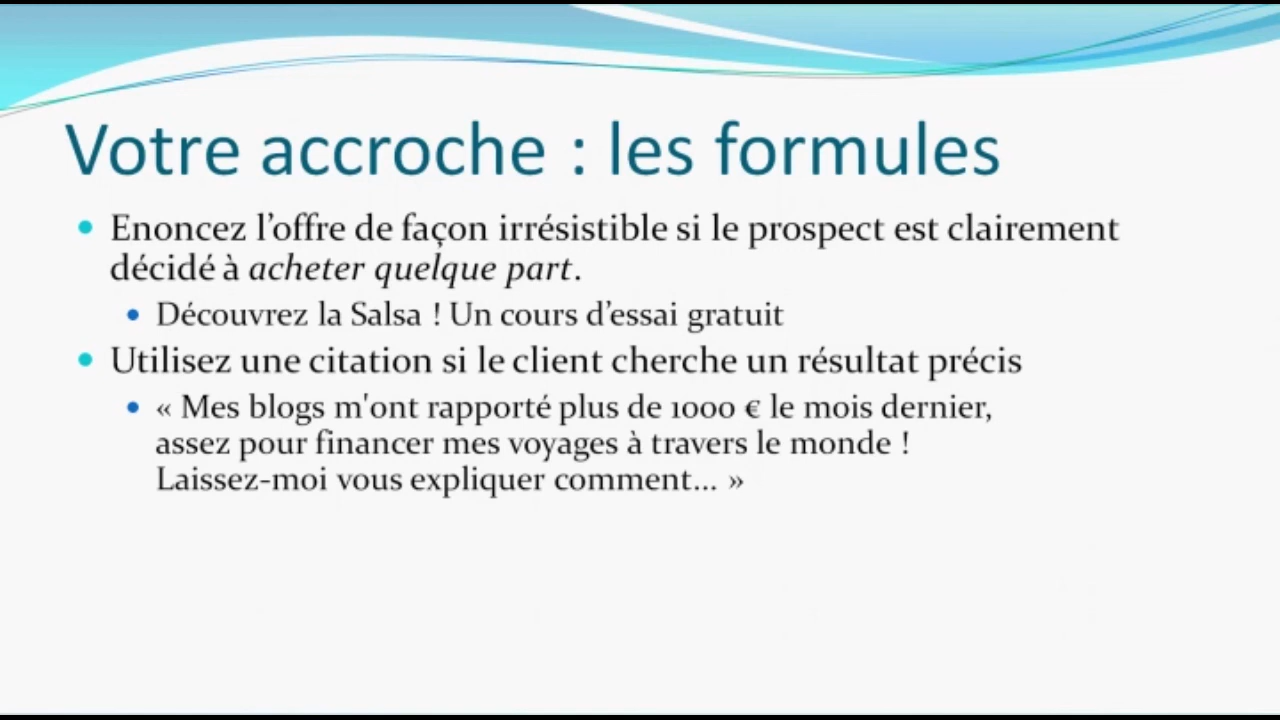 Votre accroche : les formules
Enoncez l’offre de façon irrésistible si le prospect est clairement
décidé à acheter quelque part.
Découvrez la Salsa ! Un cours d’essai gratuit
Utilisez une citation si le client cherche un résultat précis
« Mes blogs m'ont rapporté plus de 1000 € le mois dernier,
assez pour financer mes voyages à travers le monde !
Laissez-moi vous expliquer comment... »